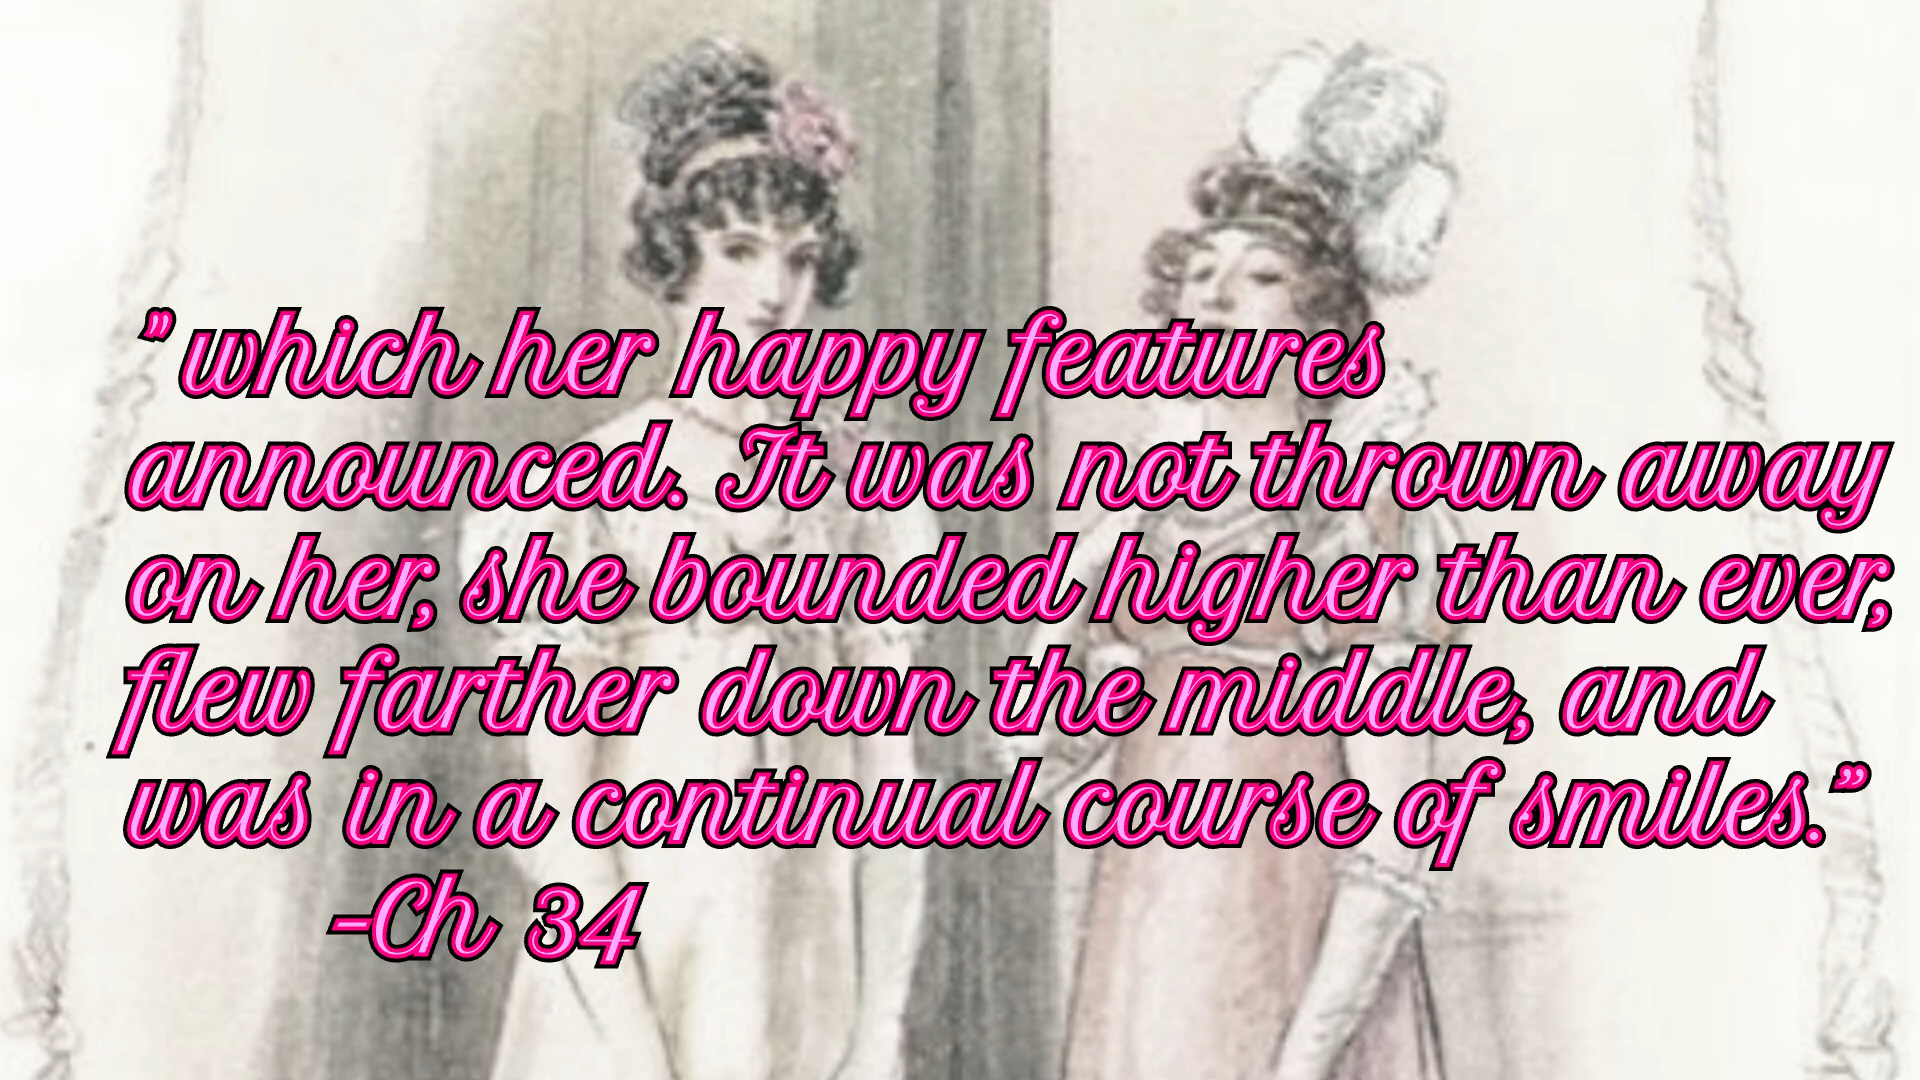 ” which her happy features
announced. It was not thrown away
on her, she bounded higher than ever,
flew farther down the middle, and
was in a continual course of smiles.”
-Ch 34